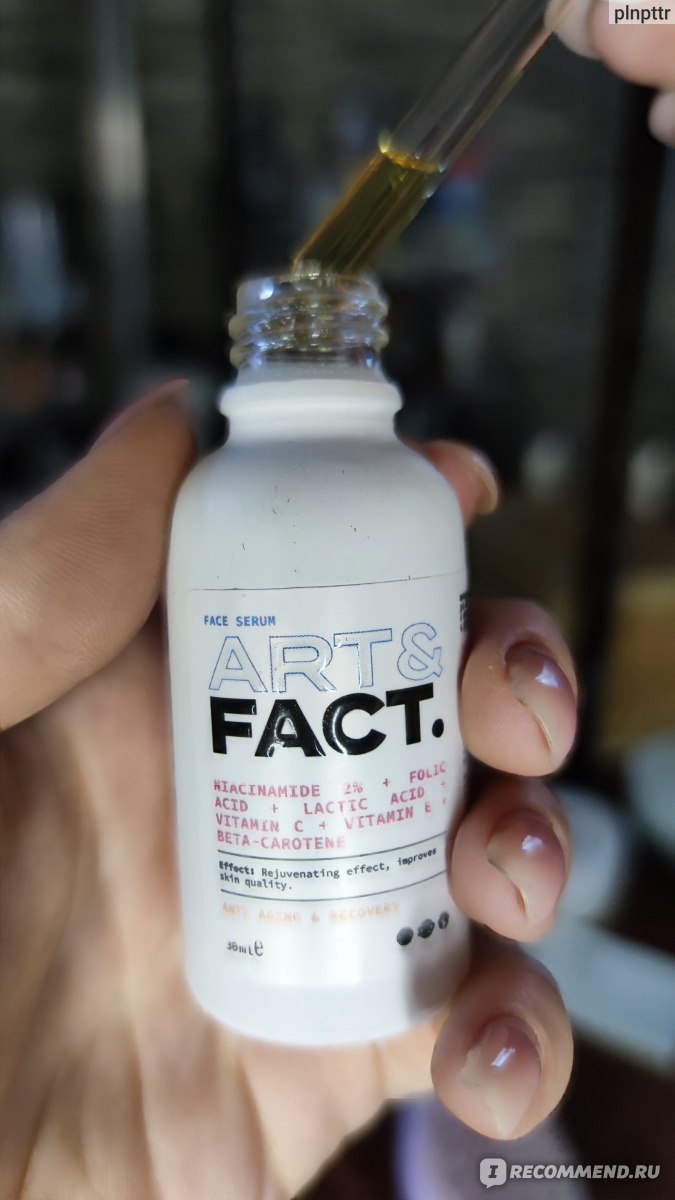 plnpttr
FACE SERUM
ART&
FACT.
NIACINAMIDE 2% + FOLIC
ACID + LACTIC ACID +
VITAMIN C + VITAMIN E +
BETA-CAROTENE
Effect: Rejuvenating effect, improves
skin quality.
ANTI AGING & RECOVERY
30ml e
I RECOMMEND.RU